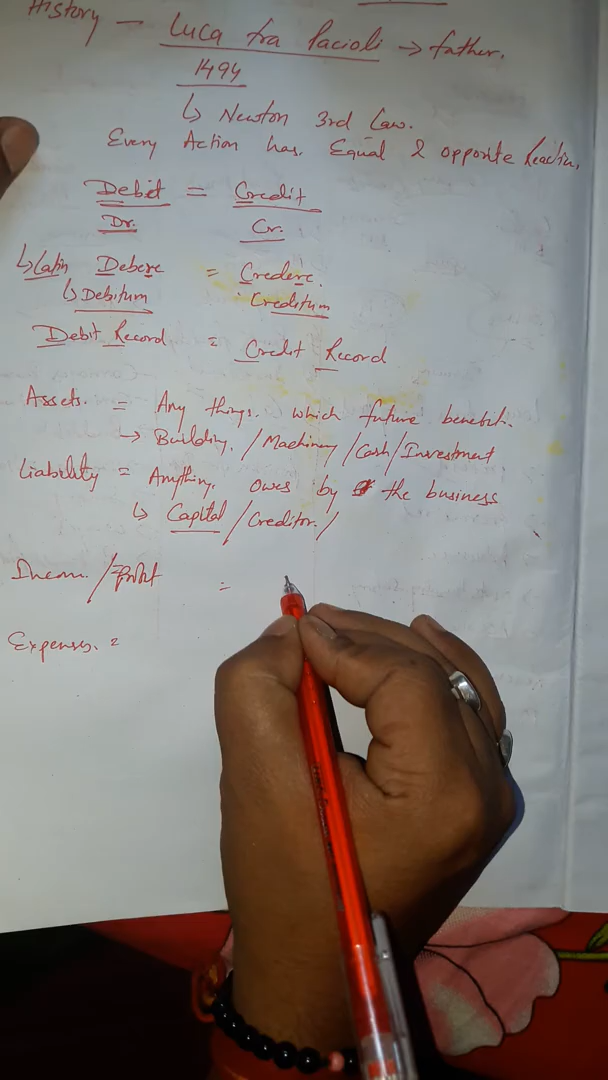 History – Luca fra Pacioli → father.
1494
↳ Newton 3rd Law.
Every Action has Equal & opposite Reaction,
Debit = Credit
Dr. Cr.
↳ Latin Debere = Credere.
↳ Debitum Creditum
Debit Record = Credit Record
Assets. = Any things. which future benefit.
→ Building. / Machinery / Cash / Investment
Liability = Anything. owes by the business
↳ Capital / Creditor. /
Incom. / Profit =
Expenses. =